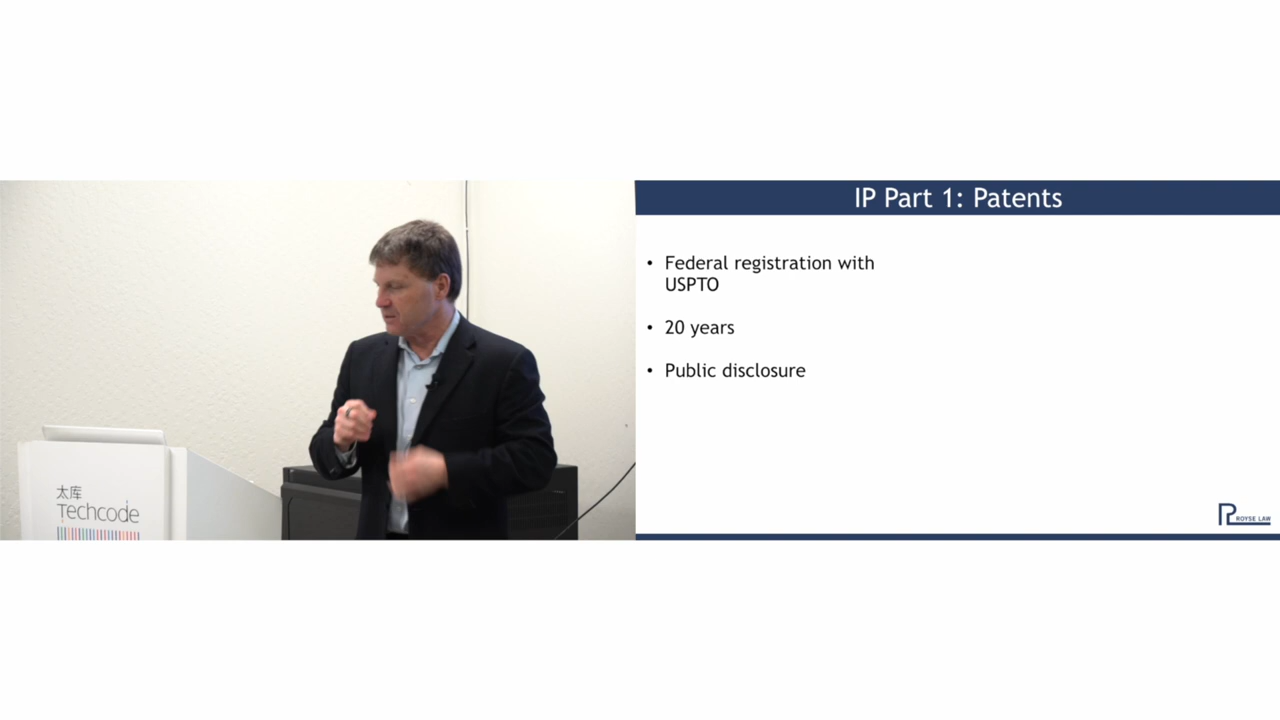 太库
Techcode
IP Part 1: Patents
• Federal registration with
USPTO
• 20 years
• Public disclosure
ROYSE LAW